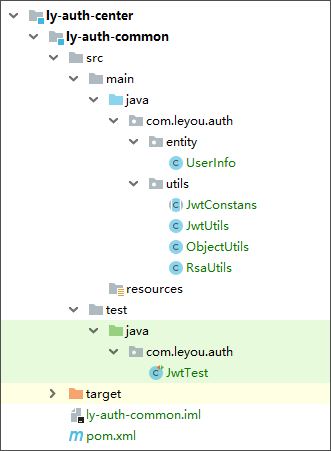 ly-auth-center
ly-auth-common
src
main
java
com.leyou.auth
entity
UserInfo
utils
JwtConstans
JwtUtils
ObjectUtils
RsaUtils
resources
test
java
com.leyou.auth
JwtTest
target
ly-auth-common.iml
pom.xml